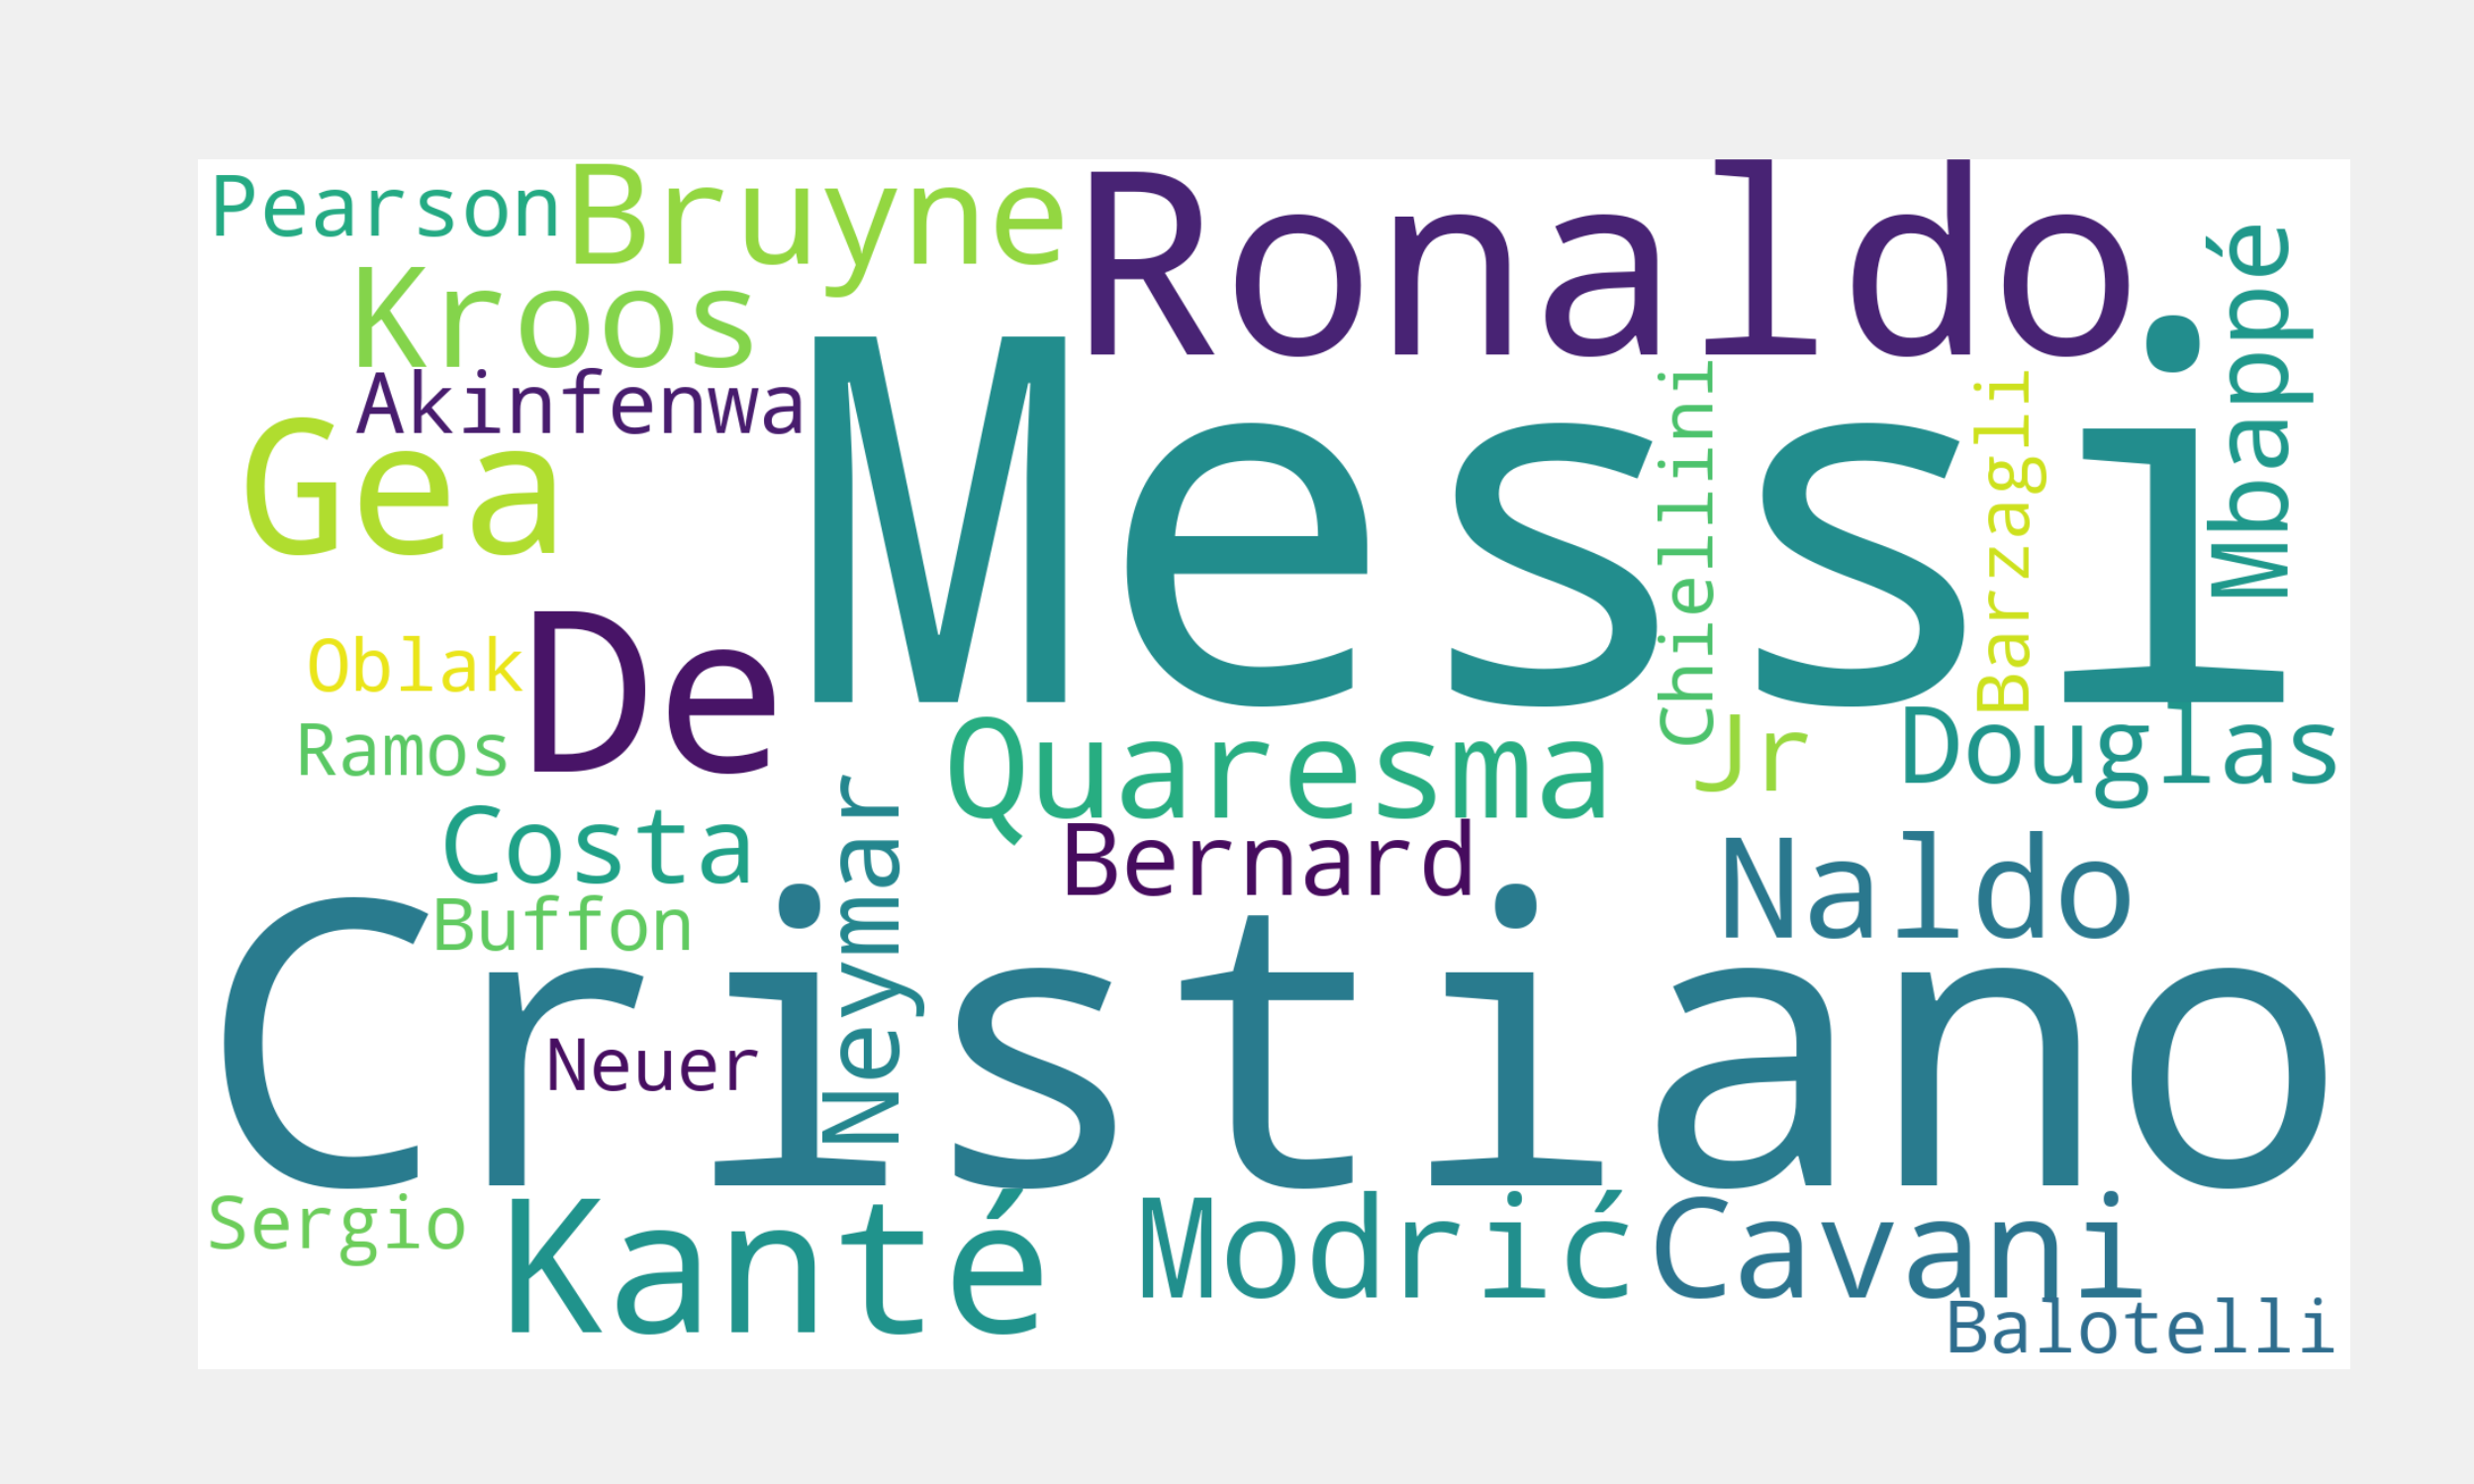 Pearson
Bruyne
Ronaldo
Kroos
Akinfenwa
Gea
Messi
Chiellini
Barzagli
Mbappé
Oblak
De
Ramos
Quaresma
Jr
Douglas
Costa
Bernard
Naldo
Buffon
Neymar
Cristiano
Neuer
Sergio
Kanté
Modrić
Cavani
Balotelli